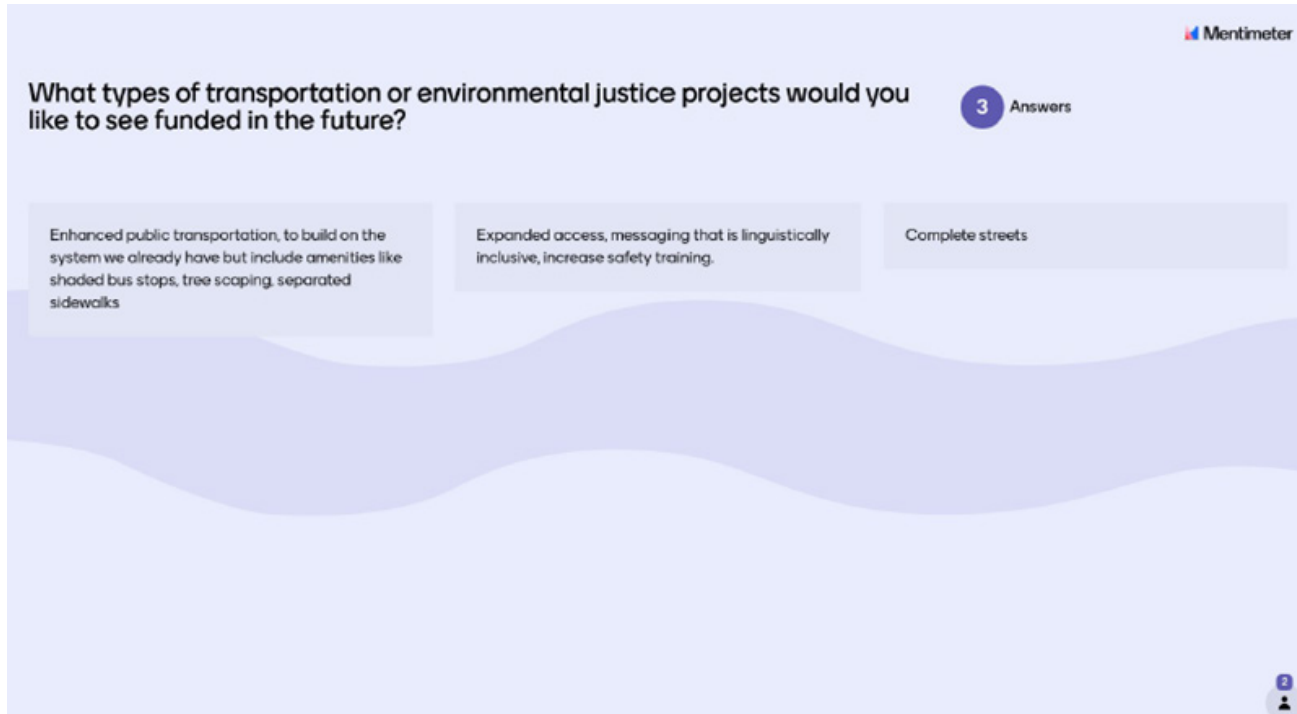 Mentimeter
What types of transportation or environmental justice projects would you
like to see funded in the future?
3 Answers
Enhanced public transportation, to build on the
system we already have but include amenities like
shaded bus stops, tree scaping, separated
sidewalks
Expanded access, messaging that is linguistically
inclusive, increase safety training.
Complete streets
2